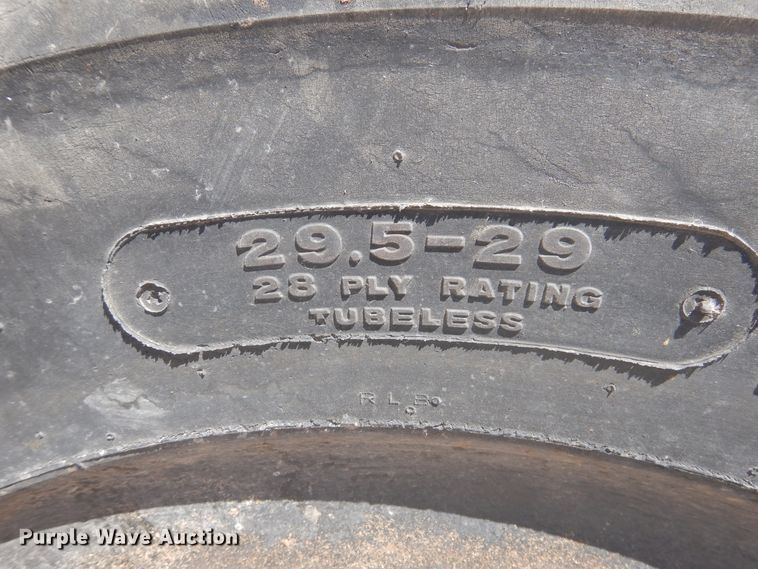 29.5-29
28 PLY RATING
TUBELESS
R L B
Purple Wave Auction